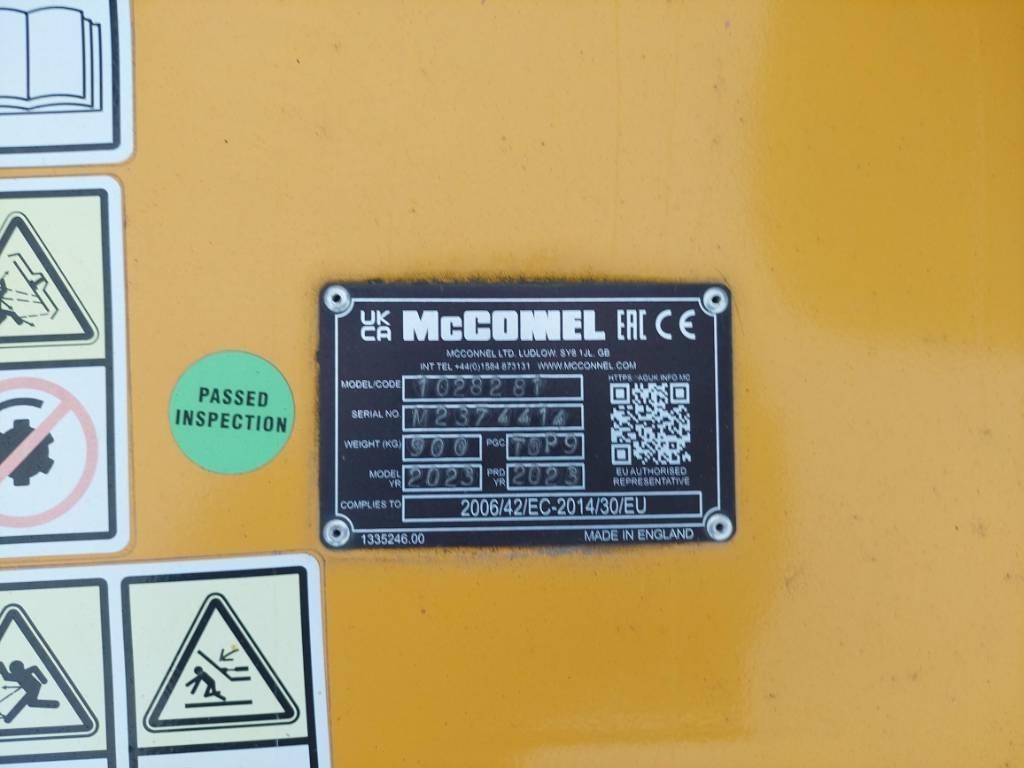 PASSED
INSPECTION
UK
CA McCONNEL EAC CE
MCCONNEL LTD. LUDLOW. SY8 1JL. GB
INT TEL +44(0)1584 873131 WWW.MCCONNEL.COM
MODEL/CODE 1028281
SERIAL NO. M2374414
WEIGHT (KG) 900 PGC TOP9
MODEL YR 2023 PRD YR 2023
COMPLIES TO 2006/42/EC-2014/30/EU
1335246.00 MADE IN ENGLAND
EU AUTHORISED
REPRESENTATIVE